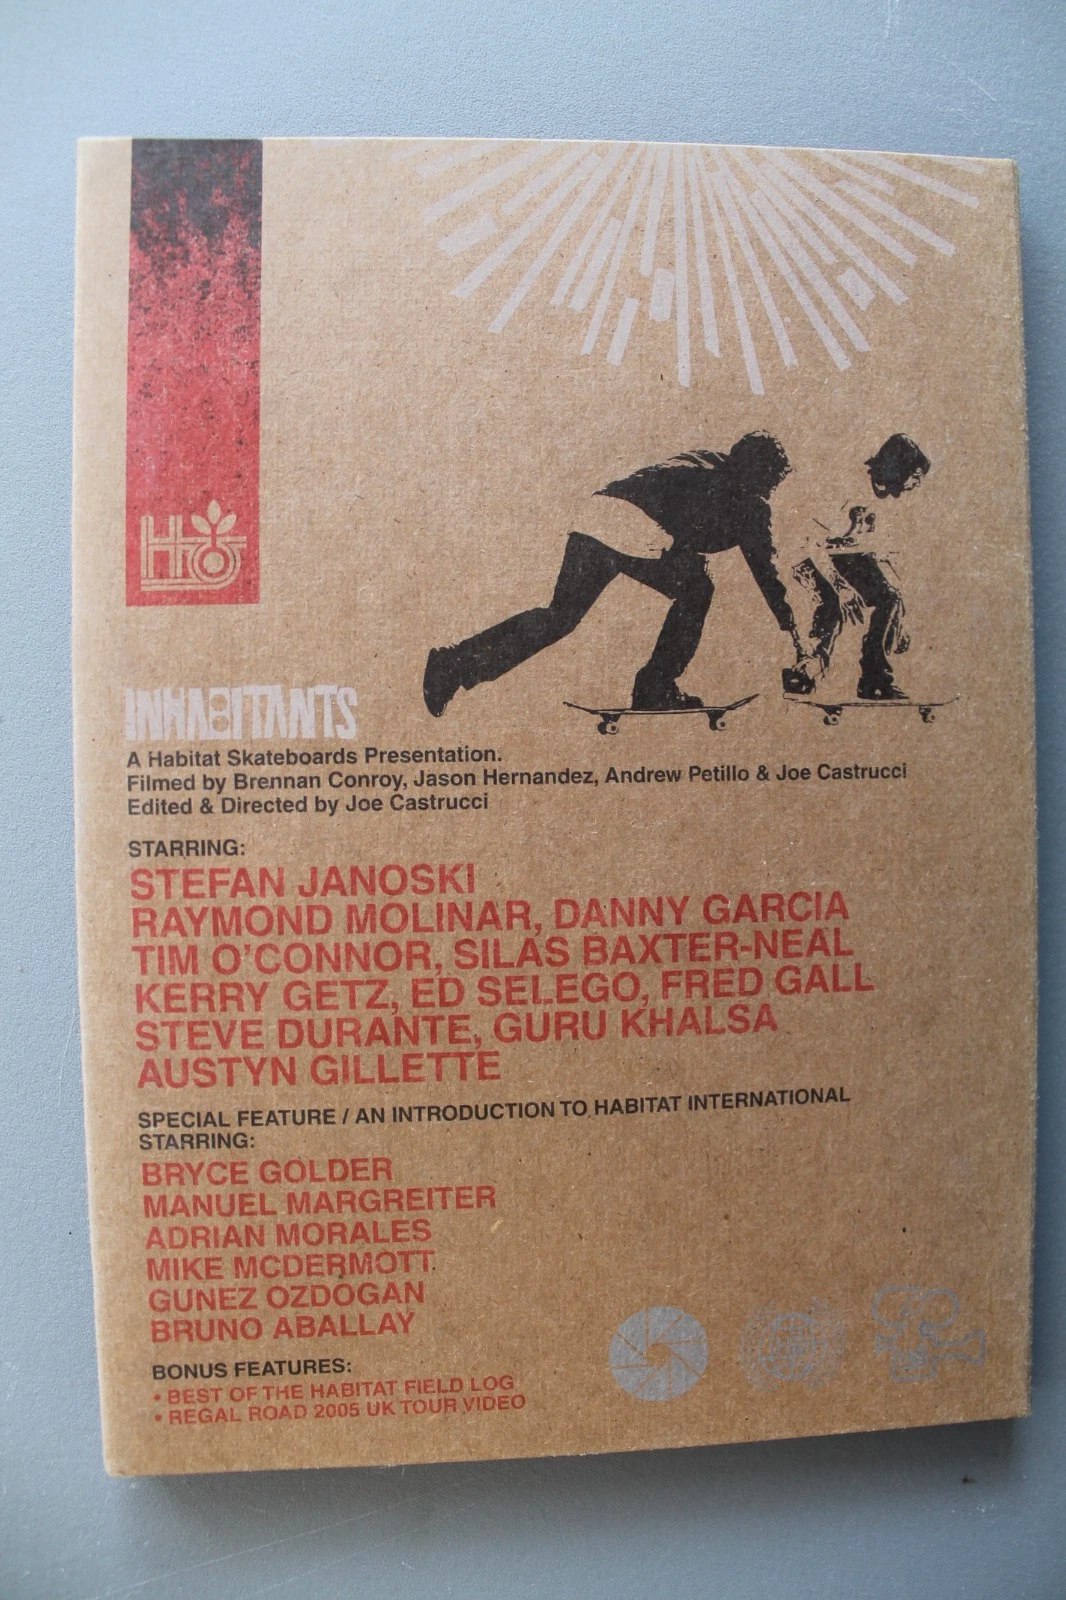 INHABITANTS
A Habitat Skateboards Presentation.
Filmed by Brennan Conroy, Jason Hernandez, Andrew Petillo & Joe Castrucci
Edited & Directed by Joe Castrucci
STARRING:
STEFAN JANOSKI
RAYMOND MOLINAR, DANNY GARCIA
TIM O'CONNOR, SILAS BAXTER-NEAL
KERRY GETZ, ED SELEGO, FRED GALL
STEVE DURANTE, GURU KHALSA
AUSTYN GILLETTE
SPECIAL FEATURE / AN INTRODUCTION TO HABITAT INTERNATIONAL
STARRING:
BRYCE GOLDER
MANUEL MARGREITER
ADRIAN MORALES
MIKE MCDERMOTT
GUNEZ OZDOGAN
BRUNO ABALLAY
BONUS FEATURES:
• BEST OF THE HABITAT FIELD LOG
• REGAL ROAD 2005 UK TOUR VIDEO